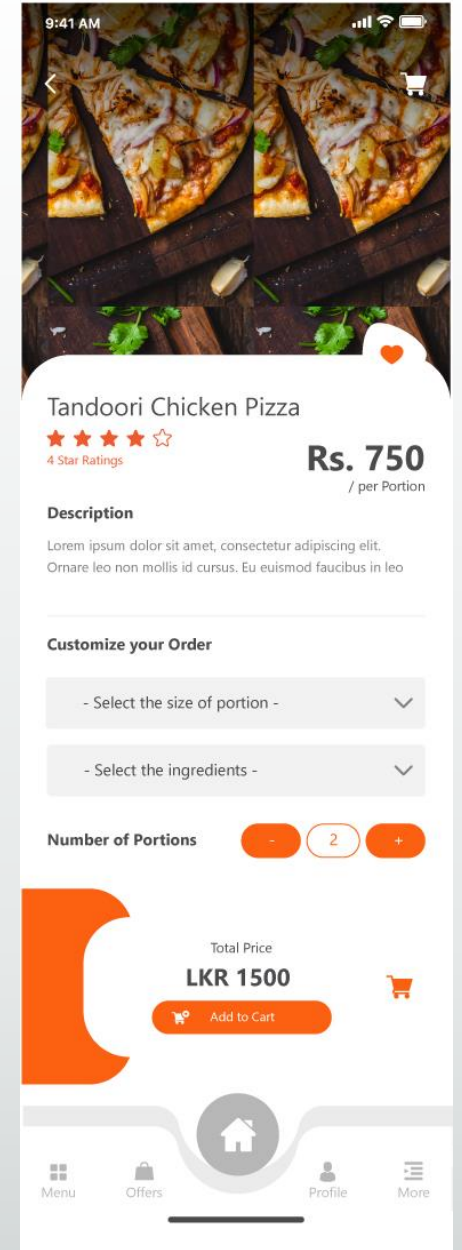 9:41 AM
Tandoori Chicken Pizza
4 Star Ratings
Rs. 750
/ per Portion
Description
Lorem ipsum dolor sit amet, consectetur adipiscing elit.
Ornare leo non mollis id cursus. Eu euismod faucibus in leo
Customize your Order
- Select the size of portion -
- Select the ingredients -
Number of Portions - 2 +
Total Price
LKR 1500
Add to Cart
Menu Offers Profile More